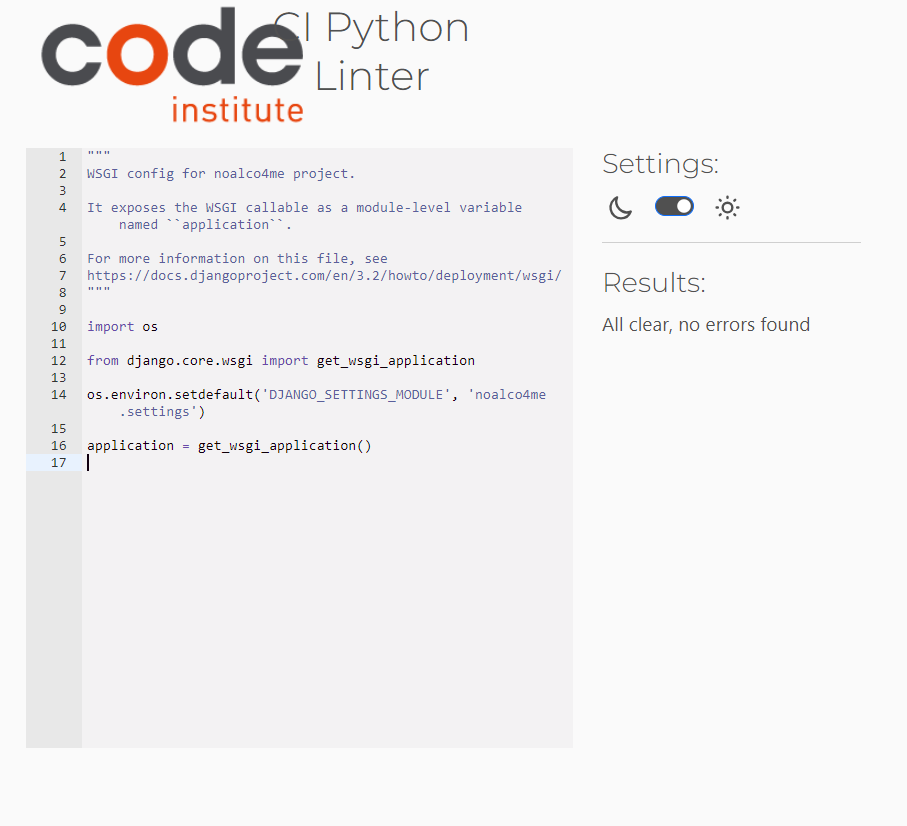 code
institute
CI Python
Linter
1 """
2 WSGI config for noalco4me project.
3
4 It exposes the WSGI callable as a module-level variable
named ``application``.
5
6 For more information on this file, see
7 https://docs.djangoproject.com/en/3.2/howto/deployment/wsgi/
8 """
9
10 import os
11
12 from django.core.wsgi import get_wsgi_application
13
14 os.environ.setdefault('DJANGO_SETTINGS_MODULE', 'noalco4me
.settings')
15
16 application = get_wsgi_application()
17
Settings:
Results:
All clear, no errors found